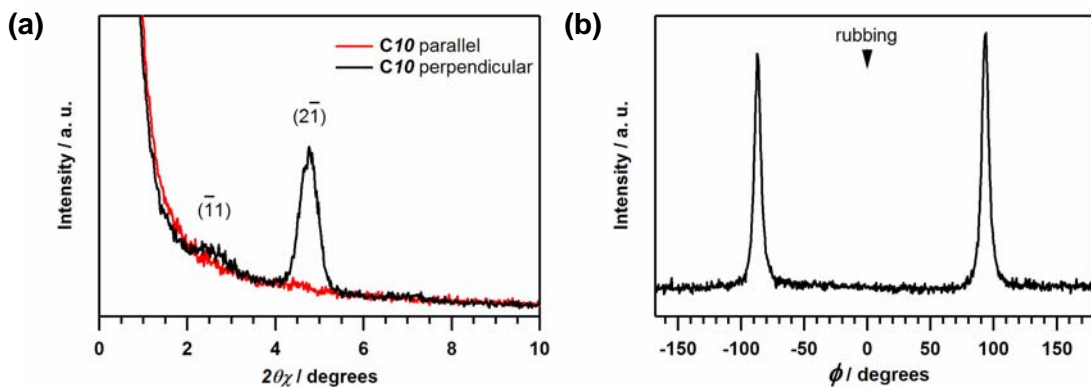 (a)
Intensity / a. u.
C10 parallel
C10 perpendicular
(21̅)
(1̅1)
0 2 4 6 8 10
2θχ / degrees
(b)
Intensity / a. u.
rubbing
-150 -100 -50 0 50 100 150
ϕ / degrees